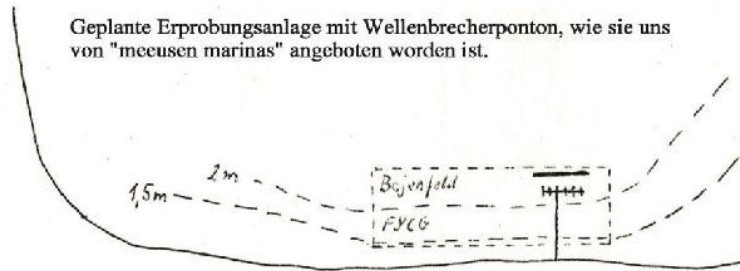 Geplante Erprobungsanlage mit Wellenbrecherponton, wie sie uns
von "meeusen marinas" angeboten worden ist.
2m
Bojenfeld
1,5m
FYCG